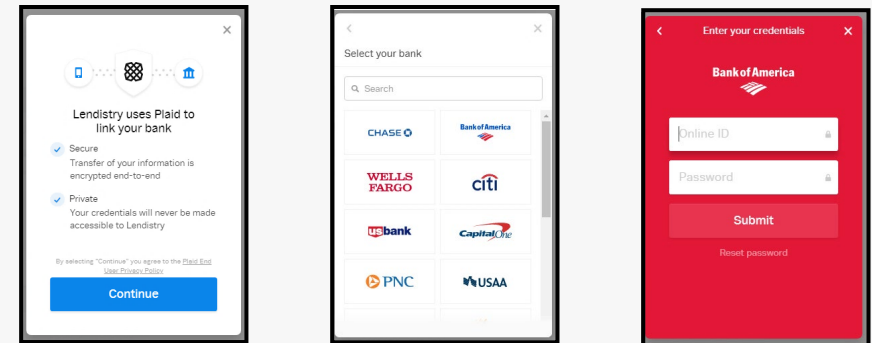 Lendistry uses Plaid to
link your bank
Secure
Transfer of your information is
encrypted end-to-end
Private
Your credentials will never be made
accessible to Lendistry
By selecting "Continue" you agree to the Plaid End
User Privacy Policy
Continue
Select your bank
Search
CHASE
Bank of America
WELLS
FARGO
citi
usbank
Capital One
PNC
USAA
Enter your credentials
Bank of America
Online ID
Password
Submit
Reset password